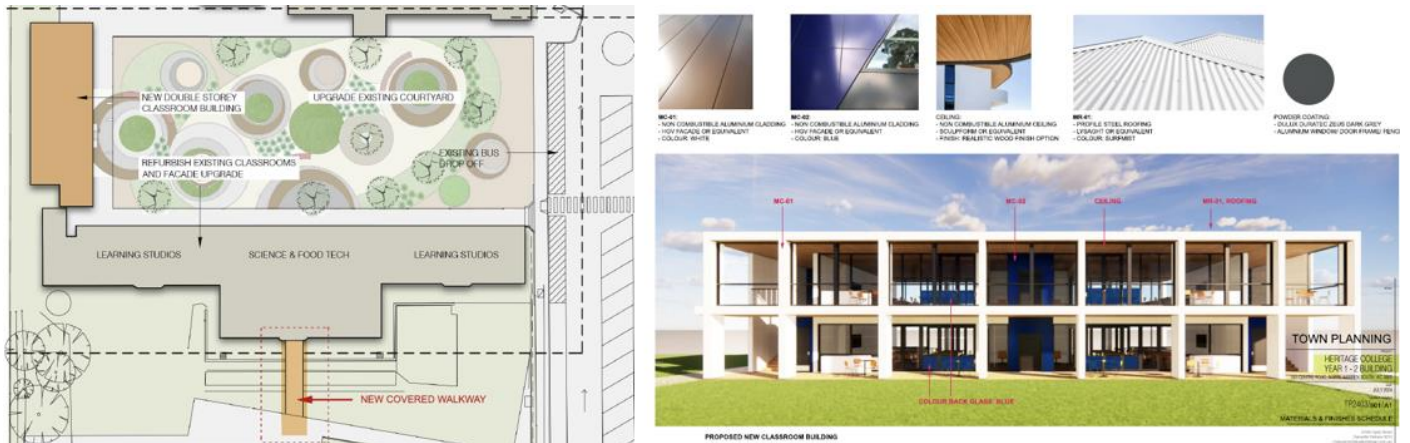 NEW DOUBLE STOREY
CLASSROOM BUILDING
UPGRADE EXISTING COURTYARD
REFURBISH EXISTING CLASSROOMS
AND FACADE UPGRADE
EXISTING BUS
DROP OFF
LEARNING STUDIOS
SCIENCE & FOOD TECH
LEARNING STUDIOS
NEW COVERED WALKWAY
MC-01:
- NON COMBUSTIBLE ALUMINIUM CLADDING
- HGV FACADE OR EQUIVALENT
- COLOUR: WHITE
MC-02
- NON COMBUSTIBLE ALUMINIUM CLADDING
- HGV FACADE OR EQUIVALENT
- COLOUR: BLUE
CEILING:
- NON COMBUSTIBLE ALUMINIUM CEILING
- SCULPTFORM OR EQUIVALENT
- FINISH: REALISTIC WOOD FINISH OPTION
MR-01:
- PROFILE STEEL ROOFING
- LYSAGHT OR EQUIVALENT
- COLOUR: SURFMIST
POWDER COATING:
- DULUX DURATEC ZEUS DARK GREY
- ALUMINIUM WINDOW/ DOOR FRAME/
MC-01
MC-02
CEILING
MR-01, ROOFING
COLOUR BACK GLASS: BLUE
TOWN PLANNING
HERITAGE COLLEGE
YEAR 1 - 2 BUILDING
MATERIALS & FINISHES SCHEDULE
PROPOSED NEW CLASSROOM BUILDING